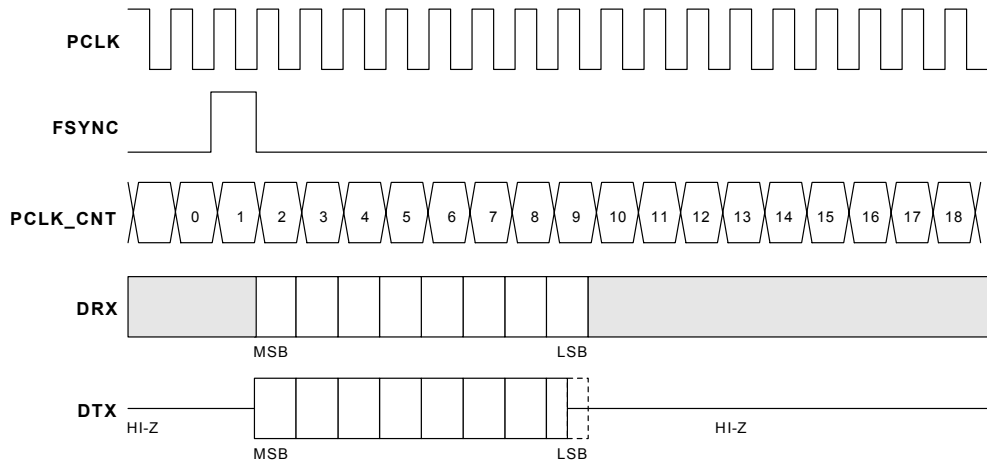 PCLK
FSYNC
PCLK_CNT 0 1 2 3 4 5 6 7 8 9 10 11 12 13 14 15 16 17 18
DRX
MSB LSB
DTX
HI-Z HI-Z
MSB LSB